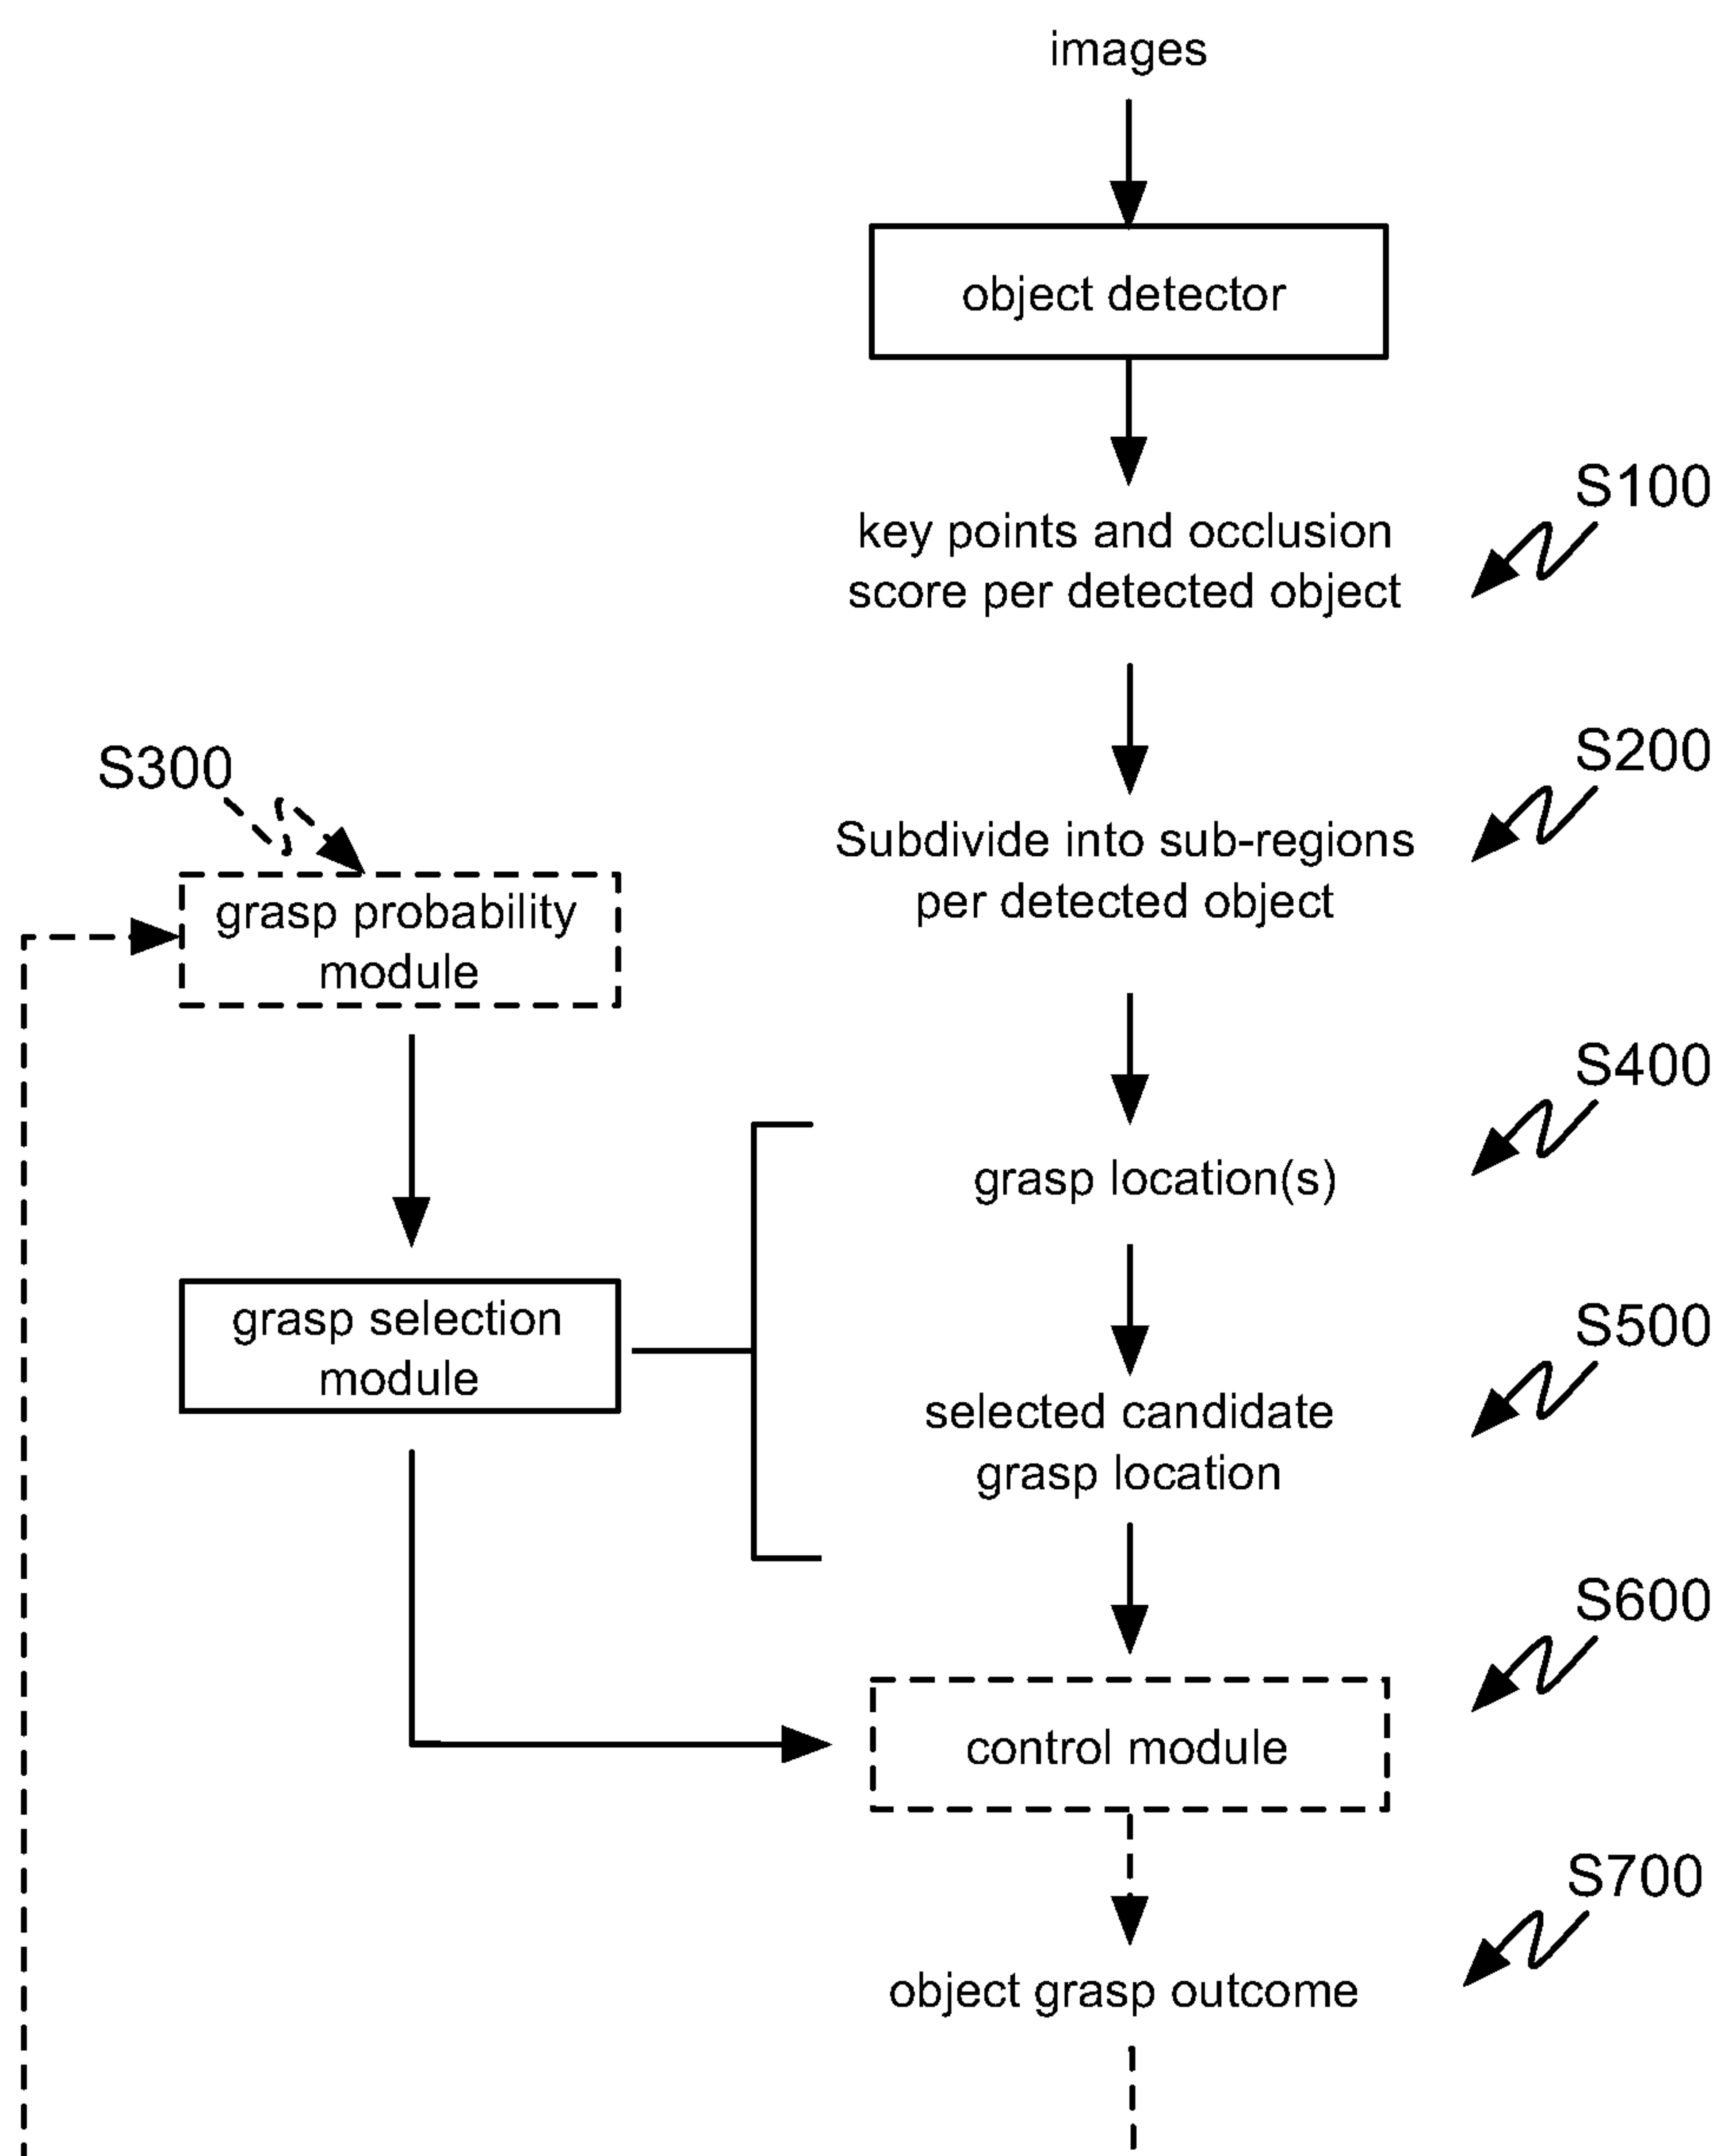 images
object detector
S100
key points and occlusion
score per detected object
S200
S300
Subdivide into sub-regions
per detected object
grasp probability
module
S400
grasp location(s)
grasp selection
module
S500
selected candidate
grasp location
S600
control module
S700
object grasp outcome